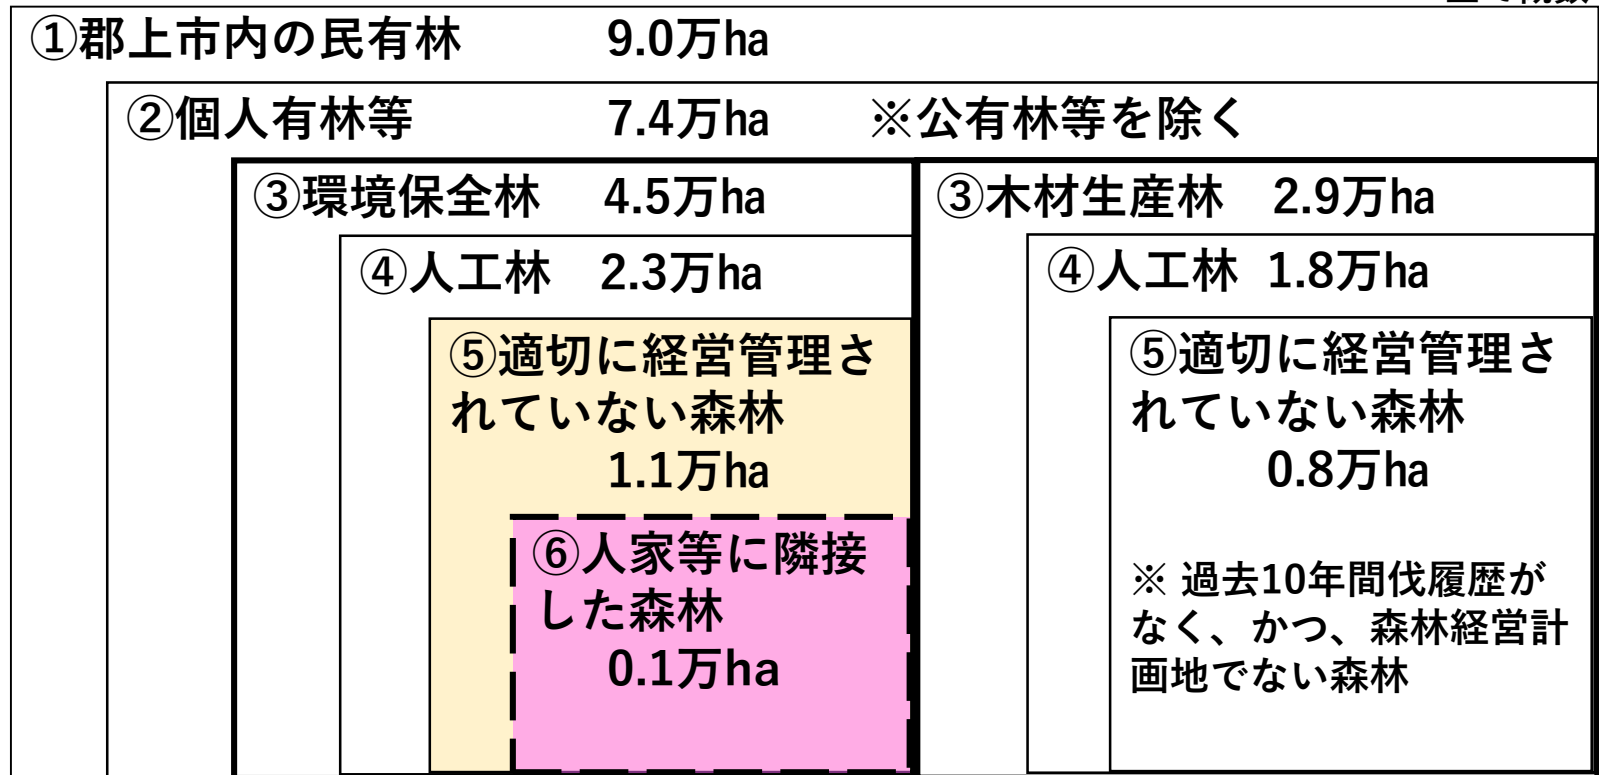 ①郡上市内の民有林 9.0万ha
②個人有林等 7.4万ha ※公有林等を除く
③環境保全林 4.5万ha
④人工林 2.3万ha
⑤適切に経営管理さ
れていない森林
1.1万ha
⑥人家等に隣接
した森林
0.1万ha
③木材生産林 2.9万ha
④人工林 1.8万ha
⑤適切に経営管理さ
れていない森林
0.8万ha
※ 過去10年間伐履歴が
なく、かつ、森林経営計
画地でない森林